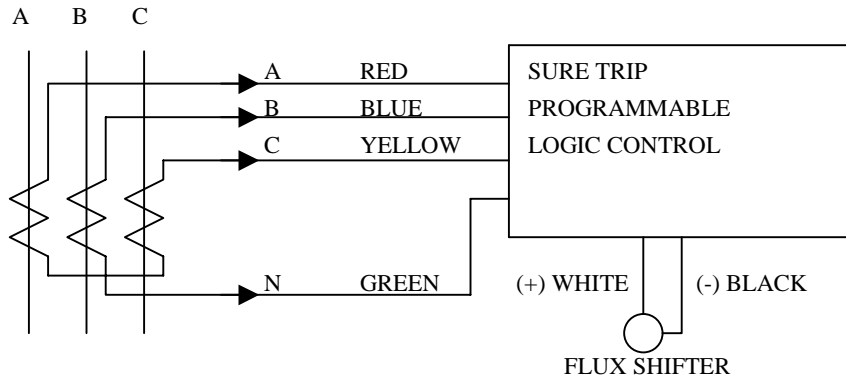 A B C
A RED
B BLUE
C YELLOW
N GREEN
SURE TRIP
PROGRAMMABLE
LOGIC CONTROL
(+) WHITE
(-) BLACK
FLUX SHIFTER